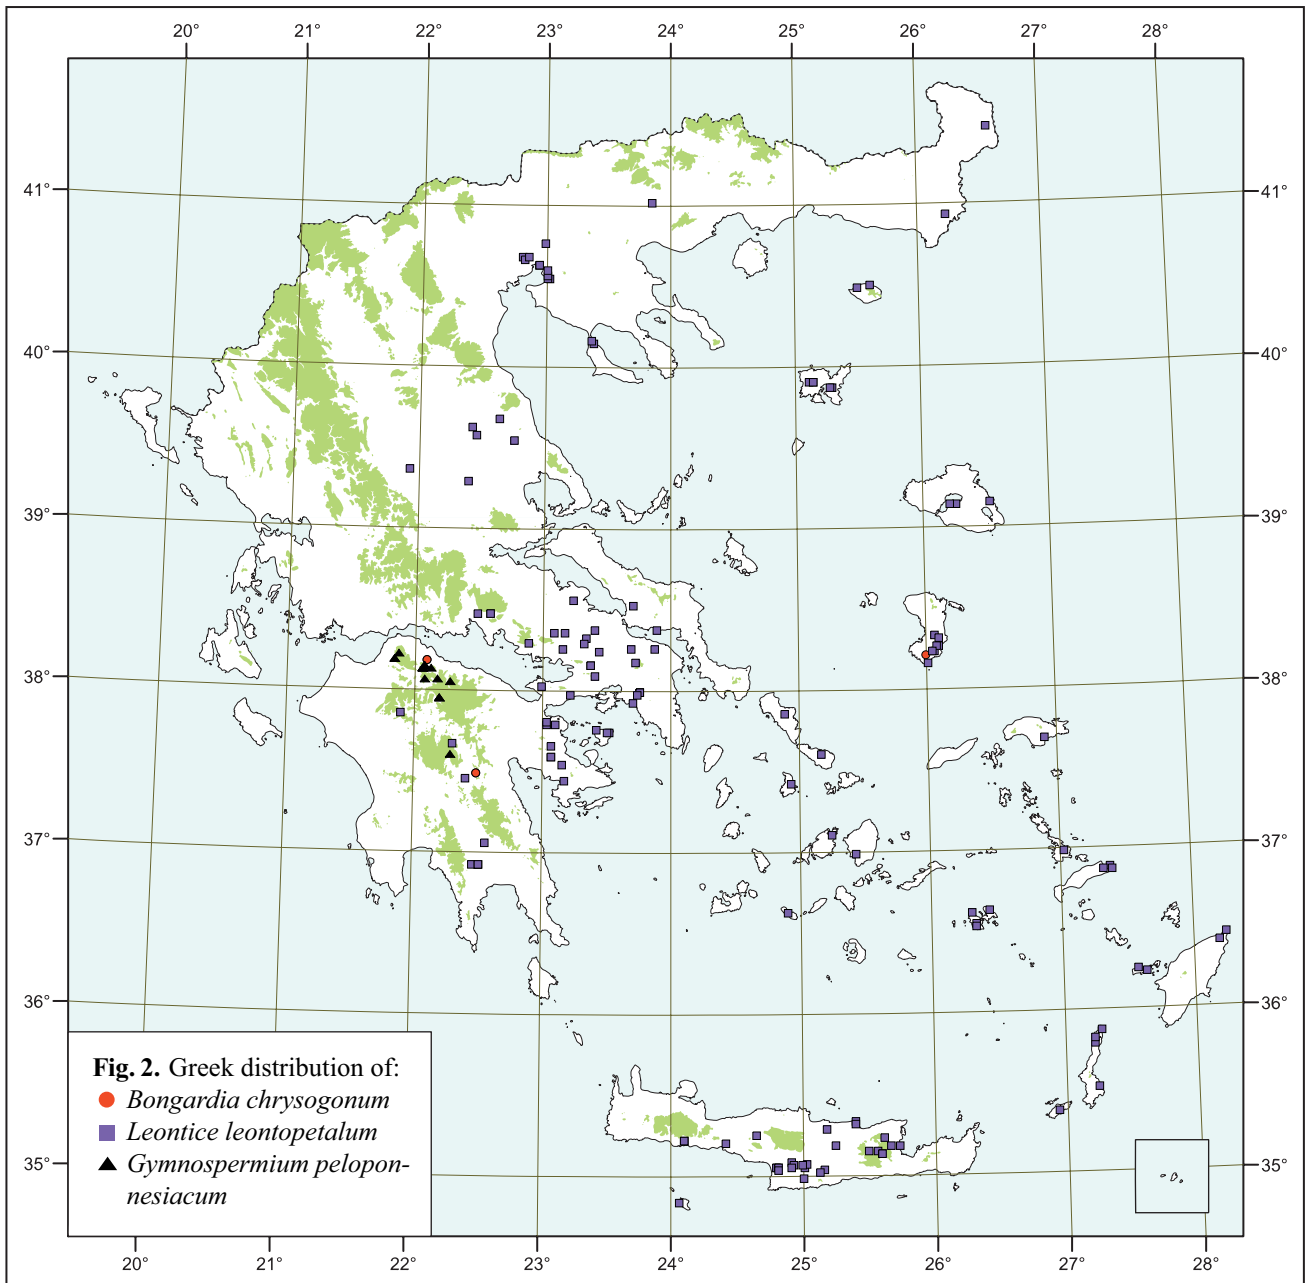 20° 21° 22° 23° 24° 25° 26° 27° 28°
41° 41°
40° 40°
39° 39°
38° 38°
37° 37°
36° 36°
35° 35°
Fig. 2. Greek distribution of:
Bongardia chrysogonum
Leontice leontopetalum
Gymnospermium pelopon-
nesiacum
20° 21° 22° 23° 24° 25° 26° 27° 28°